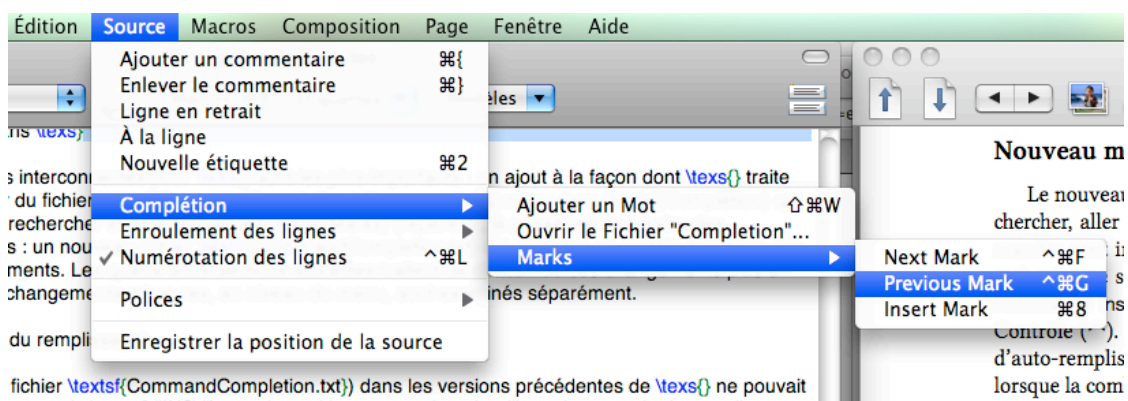 Édition Source Macros Composition Page Fenêtre Aide
Ajouter un commentaire ⌘{
Enlever le commentaire ⌘}
Ligne en retrait
À la ligne
Nouvelle étiquette ⌘2
Complétion
Enroulement des lignes
✓ Numérotation des lignes ^⌘L
Polices
Enregistrer la position de la source
Ajouter un Mot ⇧⌘W
Ouvrir le Fichier "Completion"...
Marks
Next Mark ^⌘F
Previous Mark ^⌘G
Insert Mark ⌘8
\texs}
n ajout à la façon dont \texs{} traite
du fichier
recherche
s : un nou
ments. Le
changeme
inés séparément.
du rempli
fichier \textsf{CommandCompletion.txt}) dans les versions précédentes de \texs{} ne pouvait
Nouveau m
Le nouveau
chercher, aller
Contrôle (
d'auto-remplis
lorsque la com